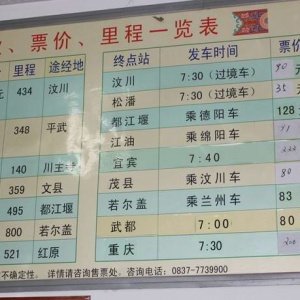 、票价、里程一览表
里程 途经地 终点站 发车时间 票价
元 434 汶川 汶川 7:30(过境车) 90 元
松潘 7:30(过境车) 35
348 平武 都江堰 乘德阳车 128
江油 乘绵阳车
140 川主寺 宜宾 7:40
359 文县 茂县 乘汶川车 80
495 都江堰 若尔盖 乘兰州车 83
800 若尔盖 武都 7:00 80
521 红原 重庆 7:30
不确定性。 详情请咨询售票处。咨询电话:0837-7739900